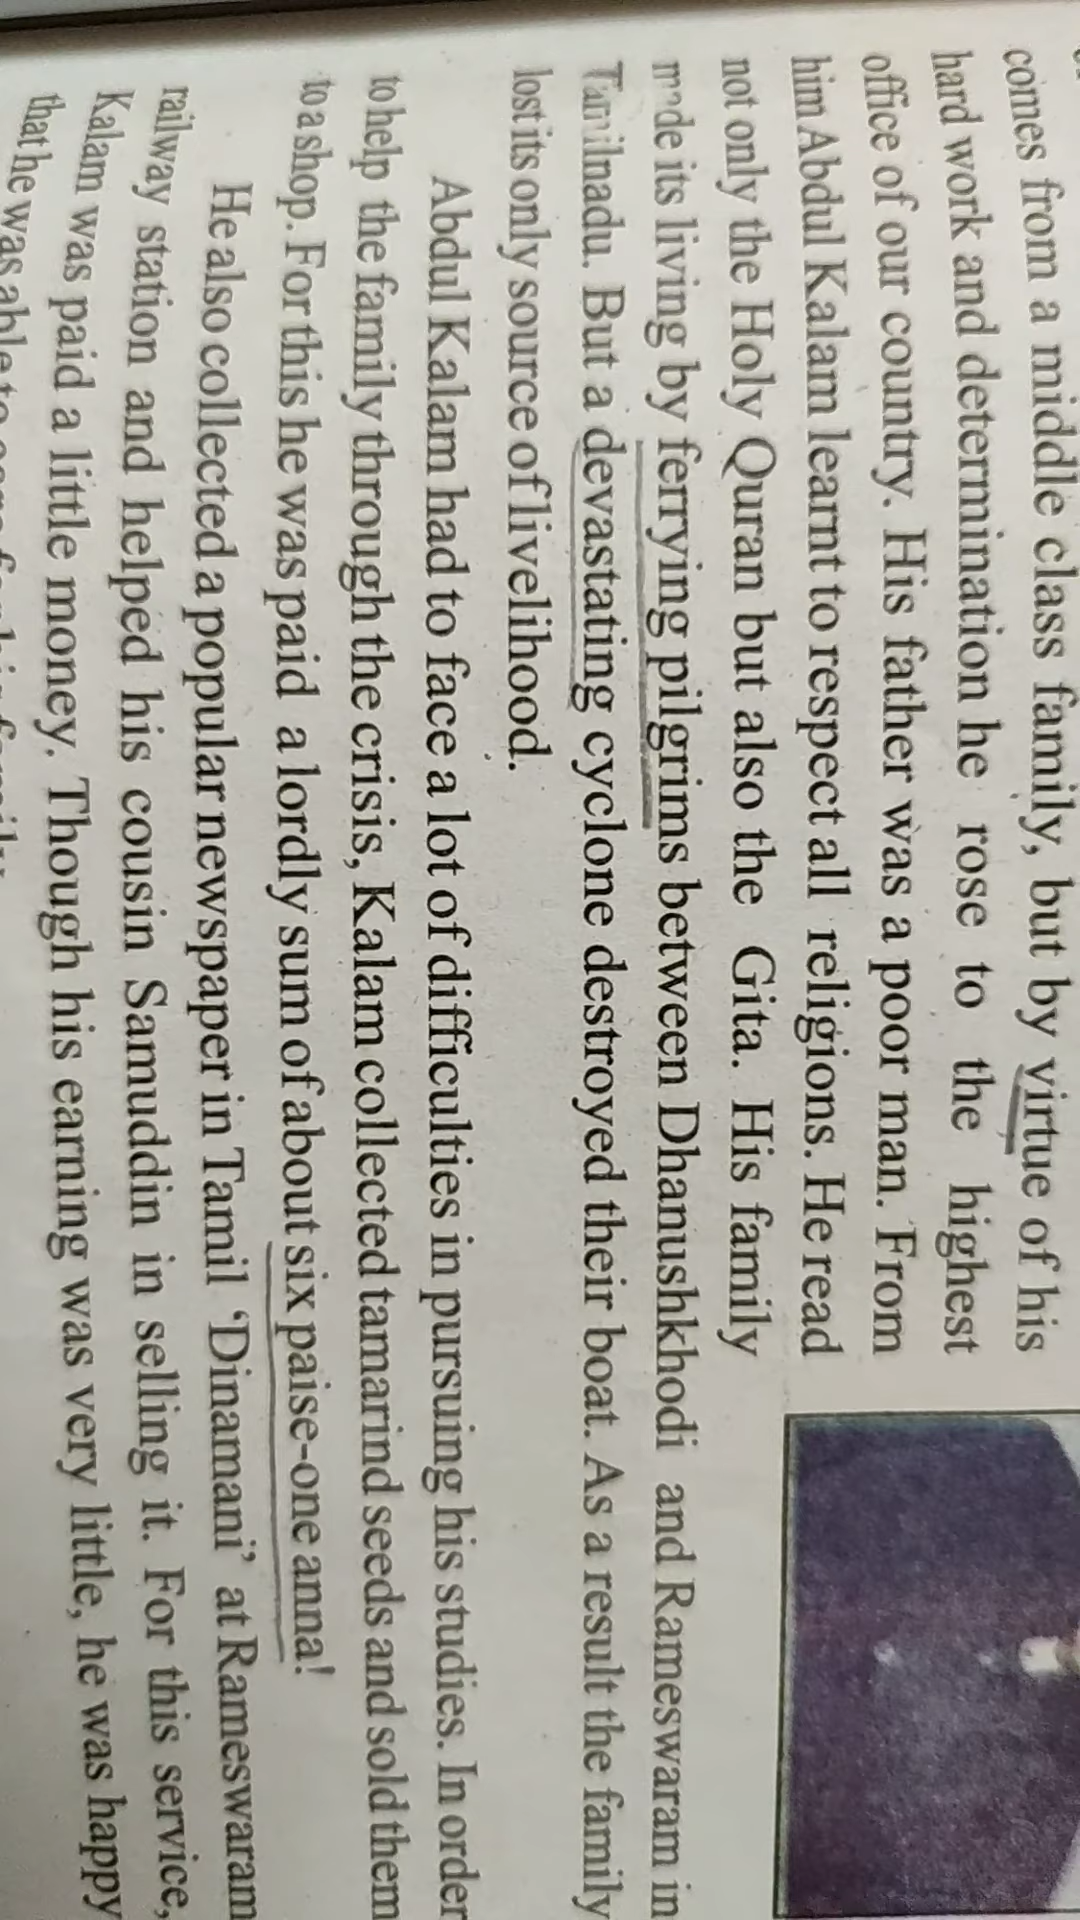 comes from a middle class family, but by virtue of his
hard work and determination he rose to the highest
office of our country. His father was a poor man. From
him Abdul Kalam learnt to respect all religions. He read
not only the Holy Quran but also the Gita. His family
made its living by ferrying pilgrims between Dhanushkhodi and Rameswaram in
Tamilnadu. But a devastating cyclone destroyed their boat. As a result the family
lost its only source of livelihood.
Abdul Kalam had to face a lot of difficulties in pursuing his studies. In order
to help the family through the crisis, Kalam collected tamarind seeds and sold them
to a shop. For this he was paid a lordly sum of about six paise-one anna!
He also collected a popular newspaper in Tamil ‘Dinamani’ at Rameswaram
railway station and helped his cousin Samuddin in selling it. For this service,
Kalam was paid a little money. Though his earning was very little, he was happy
that he was able to